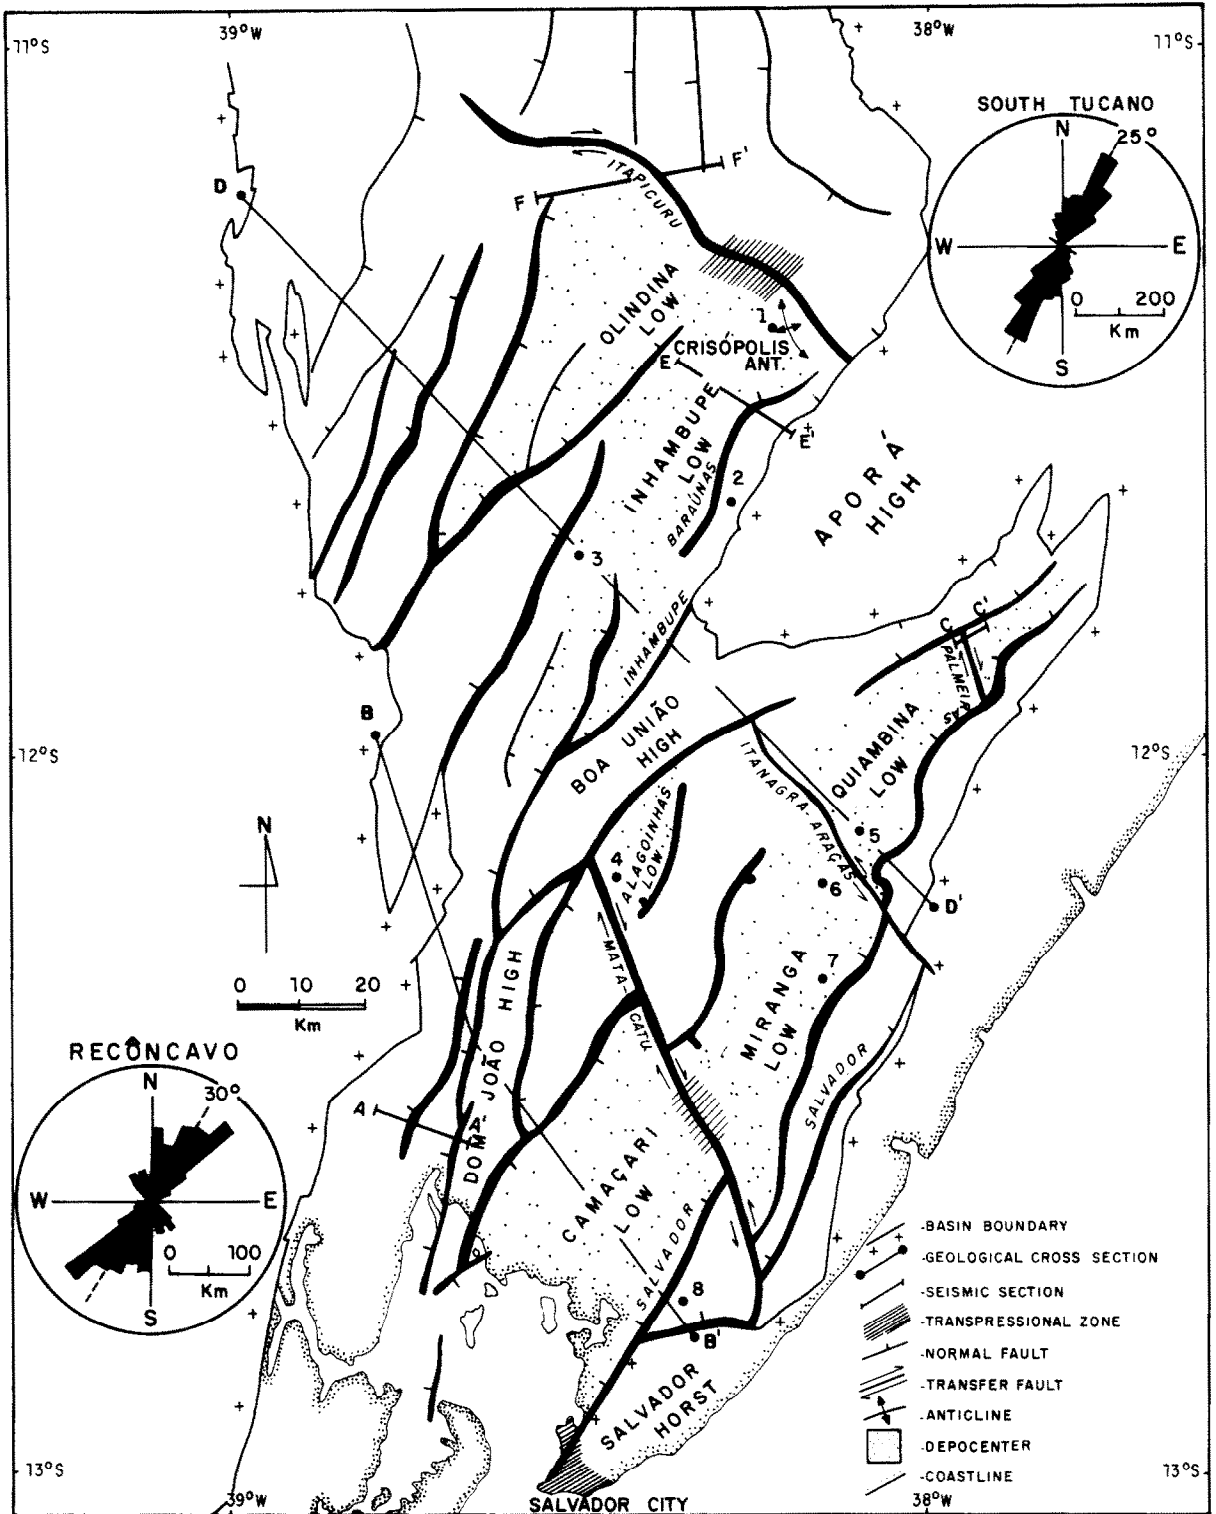 39°W
38°W
11°S
11°S
SOUTH TUCANO
N
25°
W
E
S
0 200
Km
D
F
F'
ITAPICURU
OLINDINA
LOW
1
CRISÓPOLIS
ANT.
E
E'
INHAMBUPE
LOW
BARAÚNAS
2
APORÁ
HIGH
3
INHAMBUPE
C
C'
PALMEIRAS
B
BOA UNIÃO
HIGH
QUIAMBINA
LOW
12°S
12°S
ITANAGRA-ARAÇÁS
N
4
ALAGOINHAS
LOW
5
6
D'
0 10 20
Km
MATA-CATU
7
MIRANGA
LOW
DOM JOÃO HIGH
RECÔNCAVO
N
30°
W
E
S
0 100
Km
A
A'
SALVADOR
CAMAÇARI
LOW
SALVADOR
8
B'
SALVADOR
HORST
-BASIN BOUNDARY
-GEOLOGICAL CROSS SECTION
-SEISMIC SECTION
-TRANSPRESSIONAL ZONE
-NORMAL FAULT
-TRANSFER FAULT
-ANTICLINE
-DEPOCENTER
-COASTLINE
13°S
13°S
39°W
38°W
SALVADOR CITY